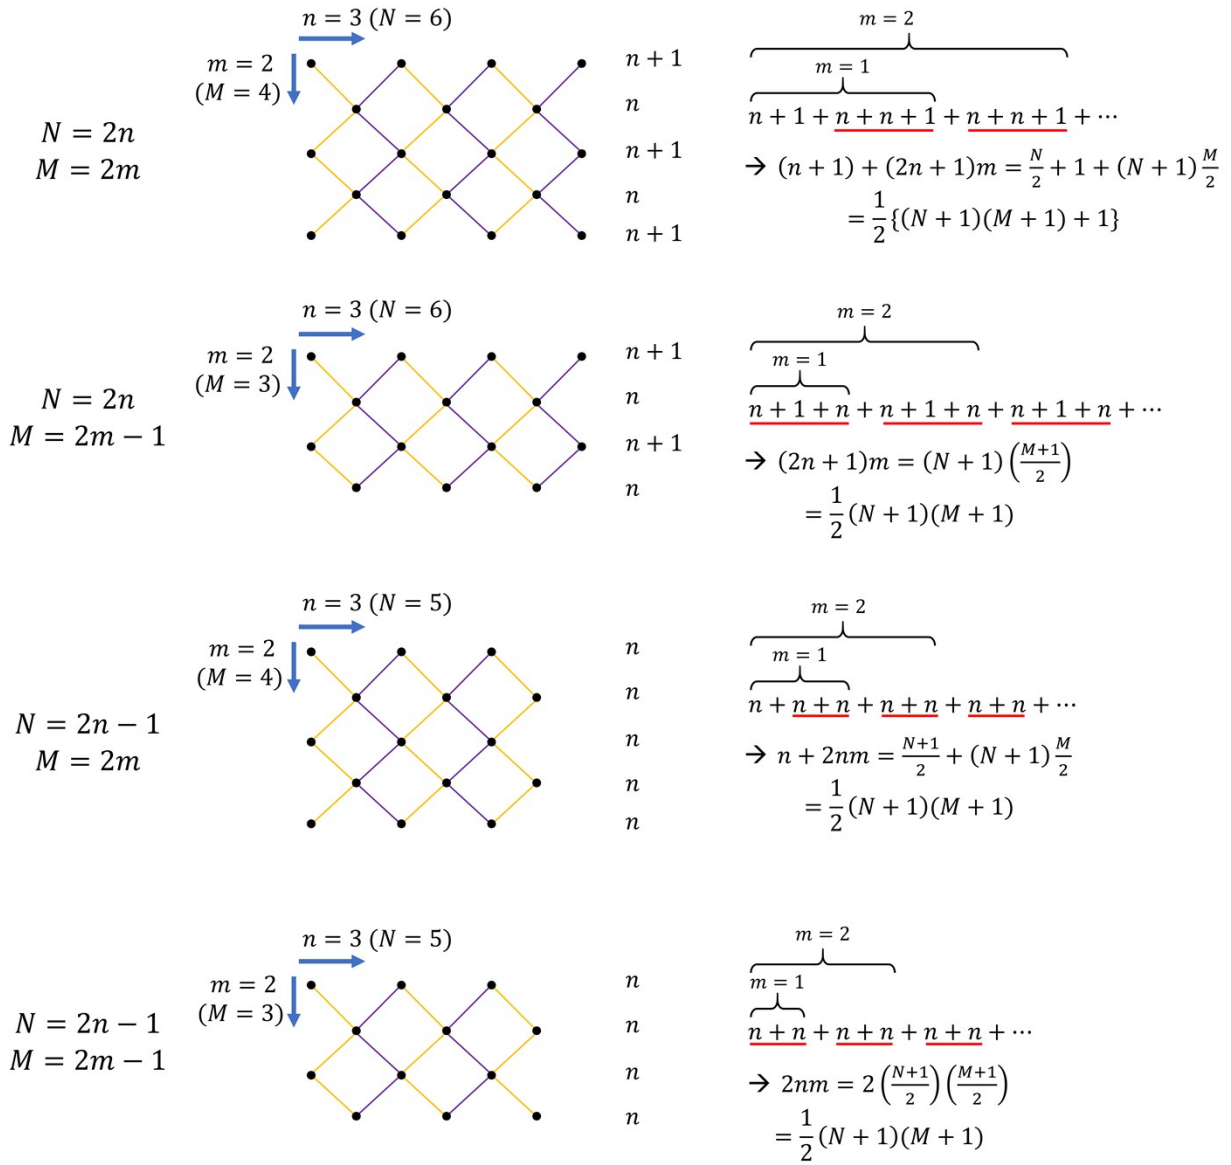 n = 3 (N = 6)
m = 2
(M = 4)
N = 2n
M = 2m
n + 1
n
n + 1
n
n + 1
m = 2
m = 1
n + 1 + n + n + 1 + n + n + 1 + ⋯
→ (n + 1) + (2n + 1)m = N/2 + 1 + (N + 1) M/2
= 1/2 {(N + 1)(M + 1) + 1}
n = 3 (N = 6)
m = 2
(M = 3)
N = 2n
M = 2m − 1
n + 1
n
n + 1
n
m = 2
m = 1
n + 1 + n + n + 1 + n + n + 1 + n + ⋯
→ (2n + 1)m = (N + 1) (M+1/2)
= 1/2 (N + 1)(M + 1)
n = 3 (N = 5)
m = 2
(M = 4)
N = 2n − 1
M = 2m
n
n
n
n
n
m = 2
m = 1
n + n + n + n + n + n + n + ⋯
→ n + 2nm = N+1/2 + (N + 1) M/2
= 1/2 (N + 1)(M + 1)
n = 3 (N = 5)
m = 2
(M = 3)
N = 2n − 1
M = 2m − 1
n
n
n
n
m = 2
m = 1
n + n + n + n + n + n + ⋯
→ 2nm = 2 (N+1/2) (M+1/2)
= 1/2 (N + 1)(M + 1)